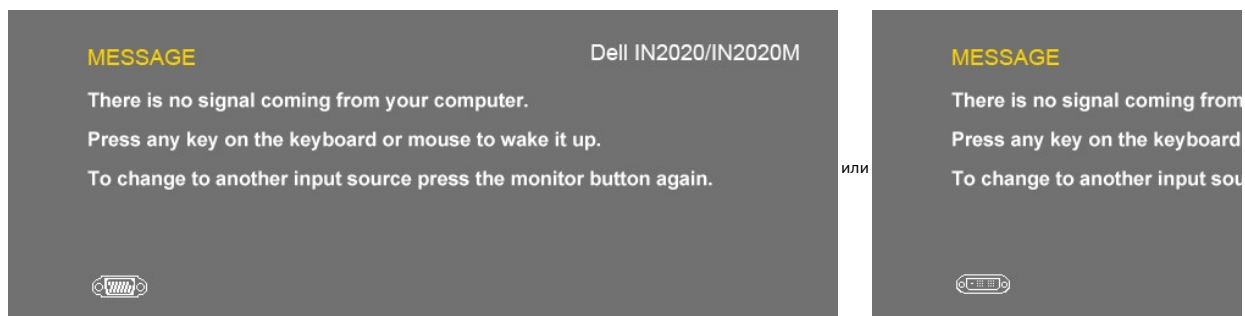 MESSAGE Dell IN2020/IN2020M
There is no signal coming from your computer.
Press any key on the keyboard or mouse to wake it up.
To change to another input source press the monitor button again.
или
MESSAGE
There is no signal coming from
Press any key on the keyboard
To change to another input